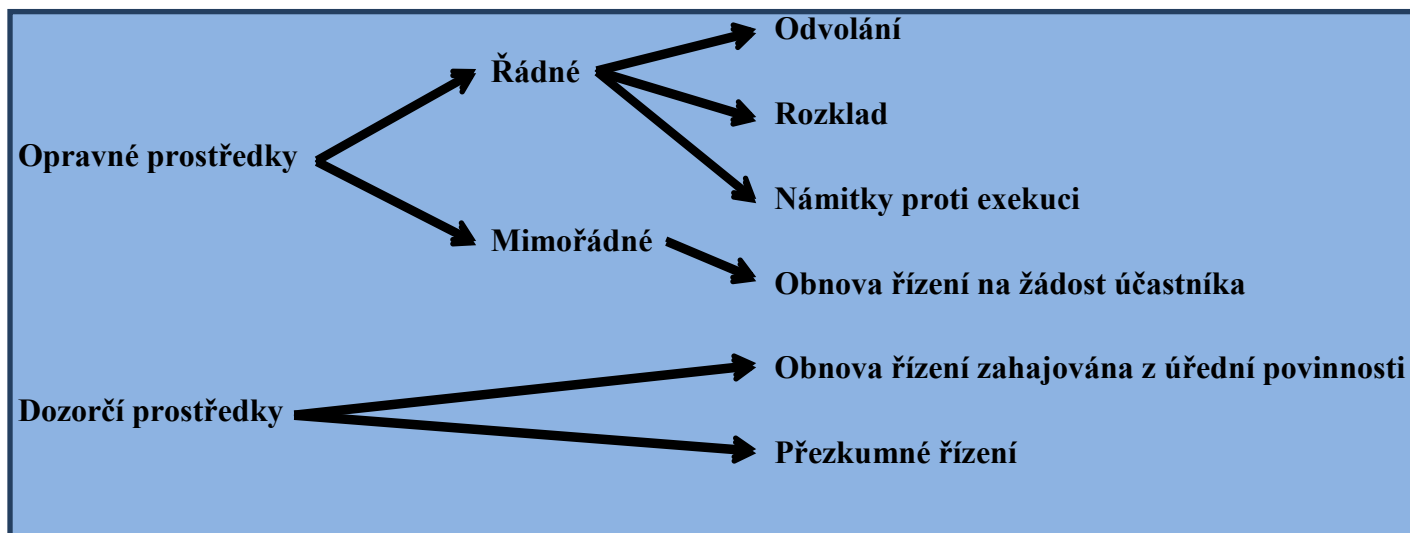 Odvolání
Řádné
Rozklad
Opravné prostředky
Námitky proti exekuci
Mimořádné
Obnova řízení na žádost účastníka
Obnova řízení zahajována z úřední povinnosti
Dozorčí prostředky
Přezkumné řízení